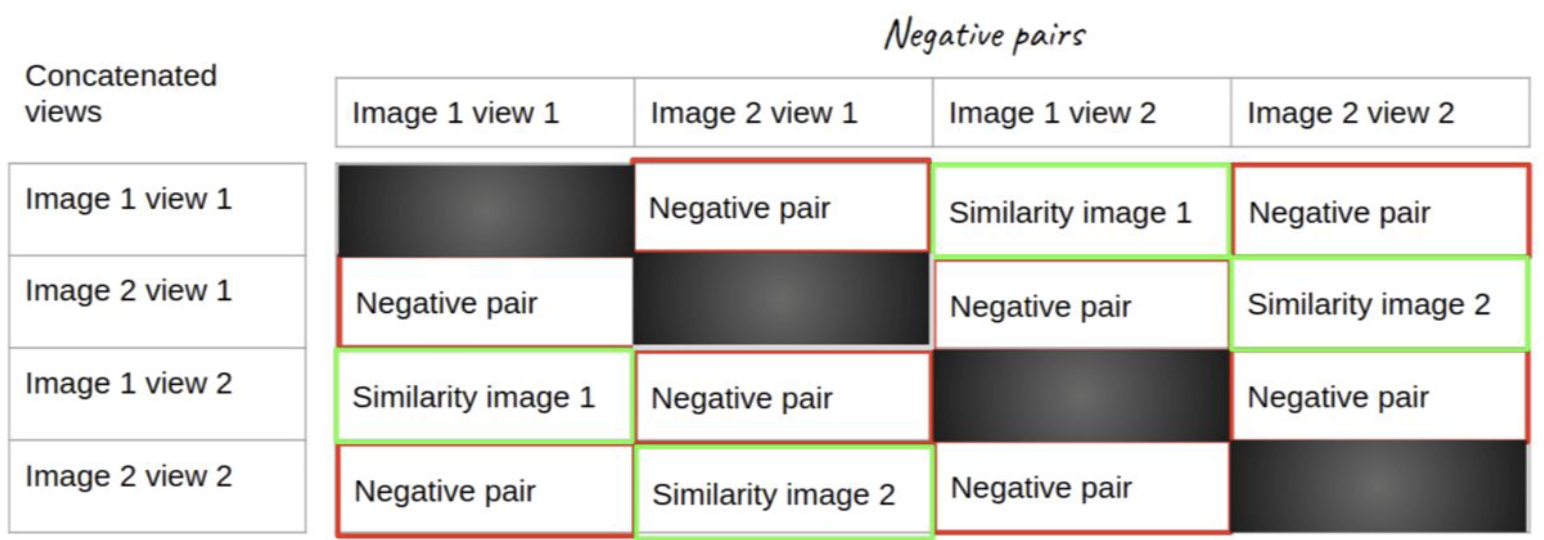 Negative pairs
Concatenated
views
Image 1 view 1
Image 2 view 1
Image 1 view 2
Image 2 view 2
Image 1 view 1
Negative pair
Similarity image 1
Negative pair
Image 2 view 1
Negative pair
Negative pair
Similarity image 2
Image 1 view 2
Similarity image 1
Negative pair
Negative pair
Image 2 view 2
Negative pair
Similarity image 2
Negative pair